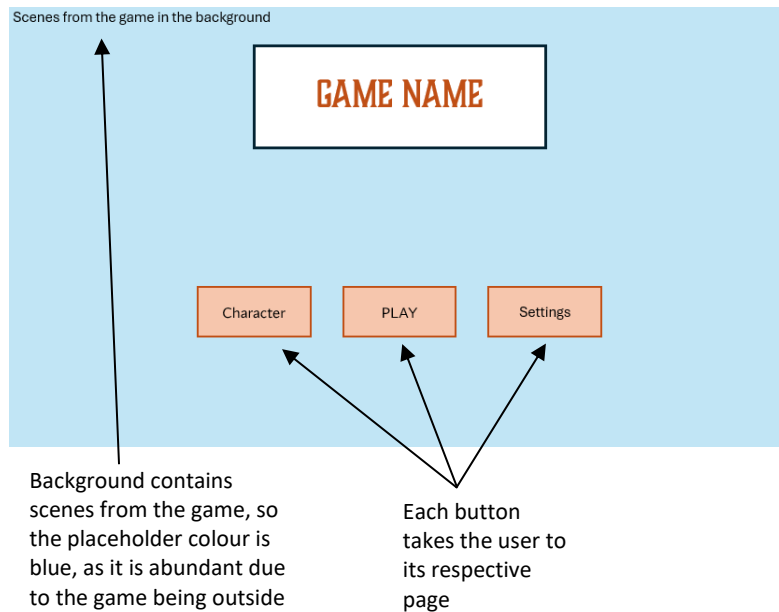 Scenes from the game in the background
GAME NAME
Character
PLAY
Settings
Background contains
scenes from the game, so
the placeholder colour is
blue, as it is abundant due
to the game being outside
Each button
takes the user to
its respective
page